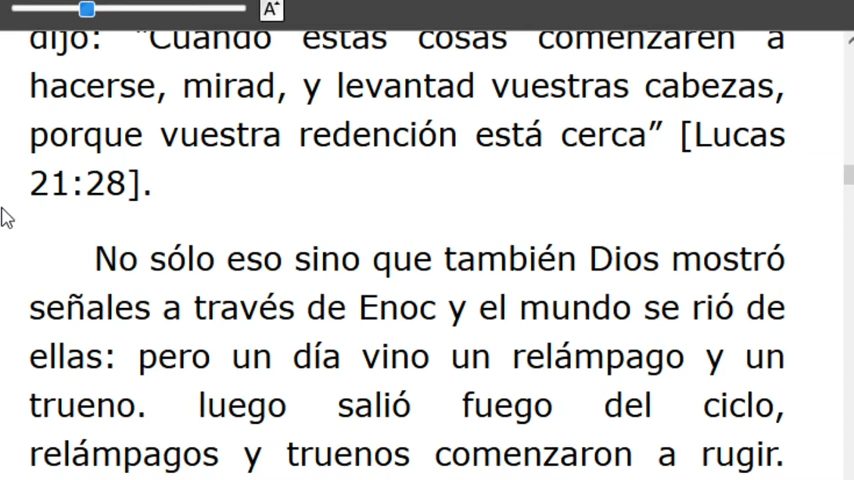 A
dijo: "Cuando estas cosas comenzaren a
hacerse, mirad, y levantad vuestras cabezas,
porque vuestra redención está cerca” [Lucas
21:28].
No sólo eso sino que también Dios mostró
señales a través de Enoc y el mundo se rió de
ellas: pero un día vino un relámpago y un
trueno. luego salió fuego del ciclo,
relámpagos y truenos comenzaron a rugir.